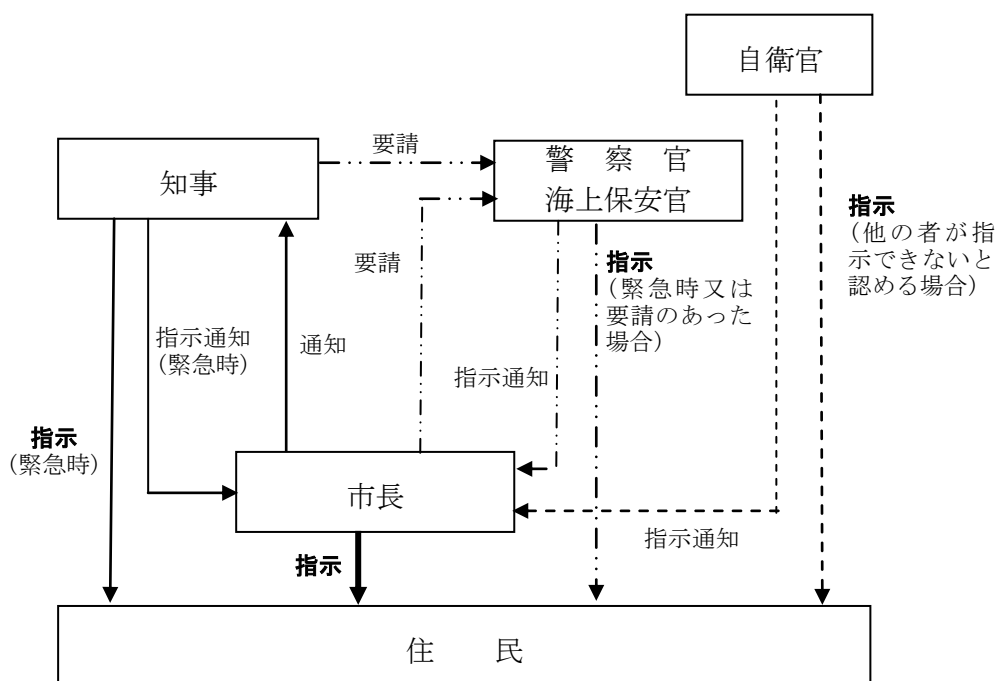 自衛官
要請
知事
警察官
海上保安官
指示
（他の者が指
示できないと
認める場合）
要請
指示
（緊急時又は
要請のあった
場合）
指示通知
（緊急時）
通知
指示通知
指示
（緊急時）
市長
指示通知
指示
住民